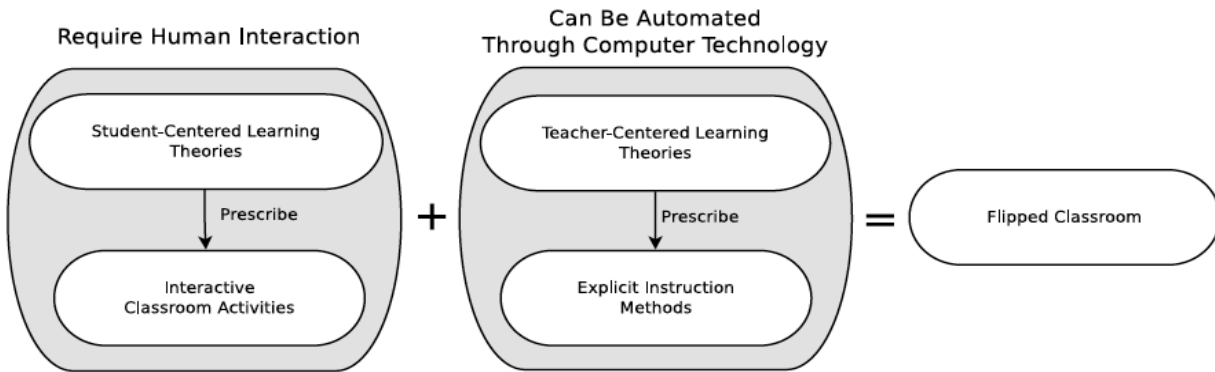 Require Human Interaction
Can Be Automated
Through Computer Technology
Student-Centered Learning
Theories
Prescribe
Interactive
Classroom Activities
+
Teacher-Centered Learning
Theories
Prescribe
Explicit Instruction
Methods
=
Flipped Classroom